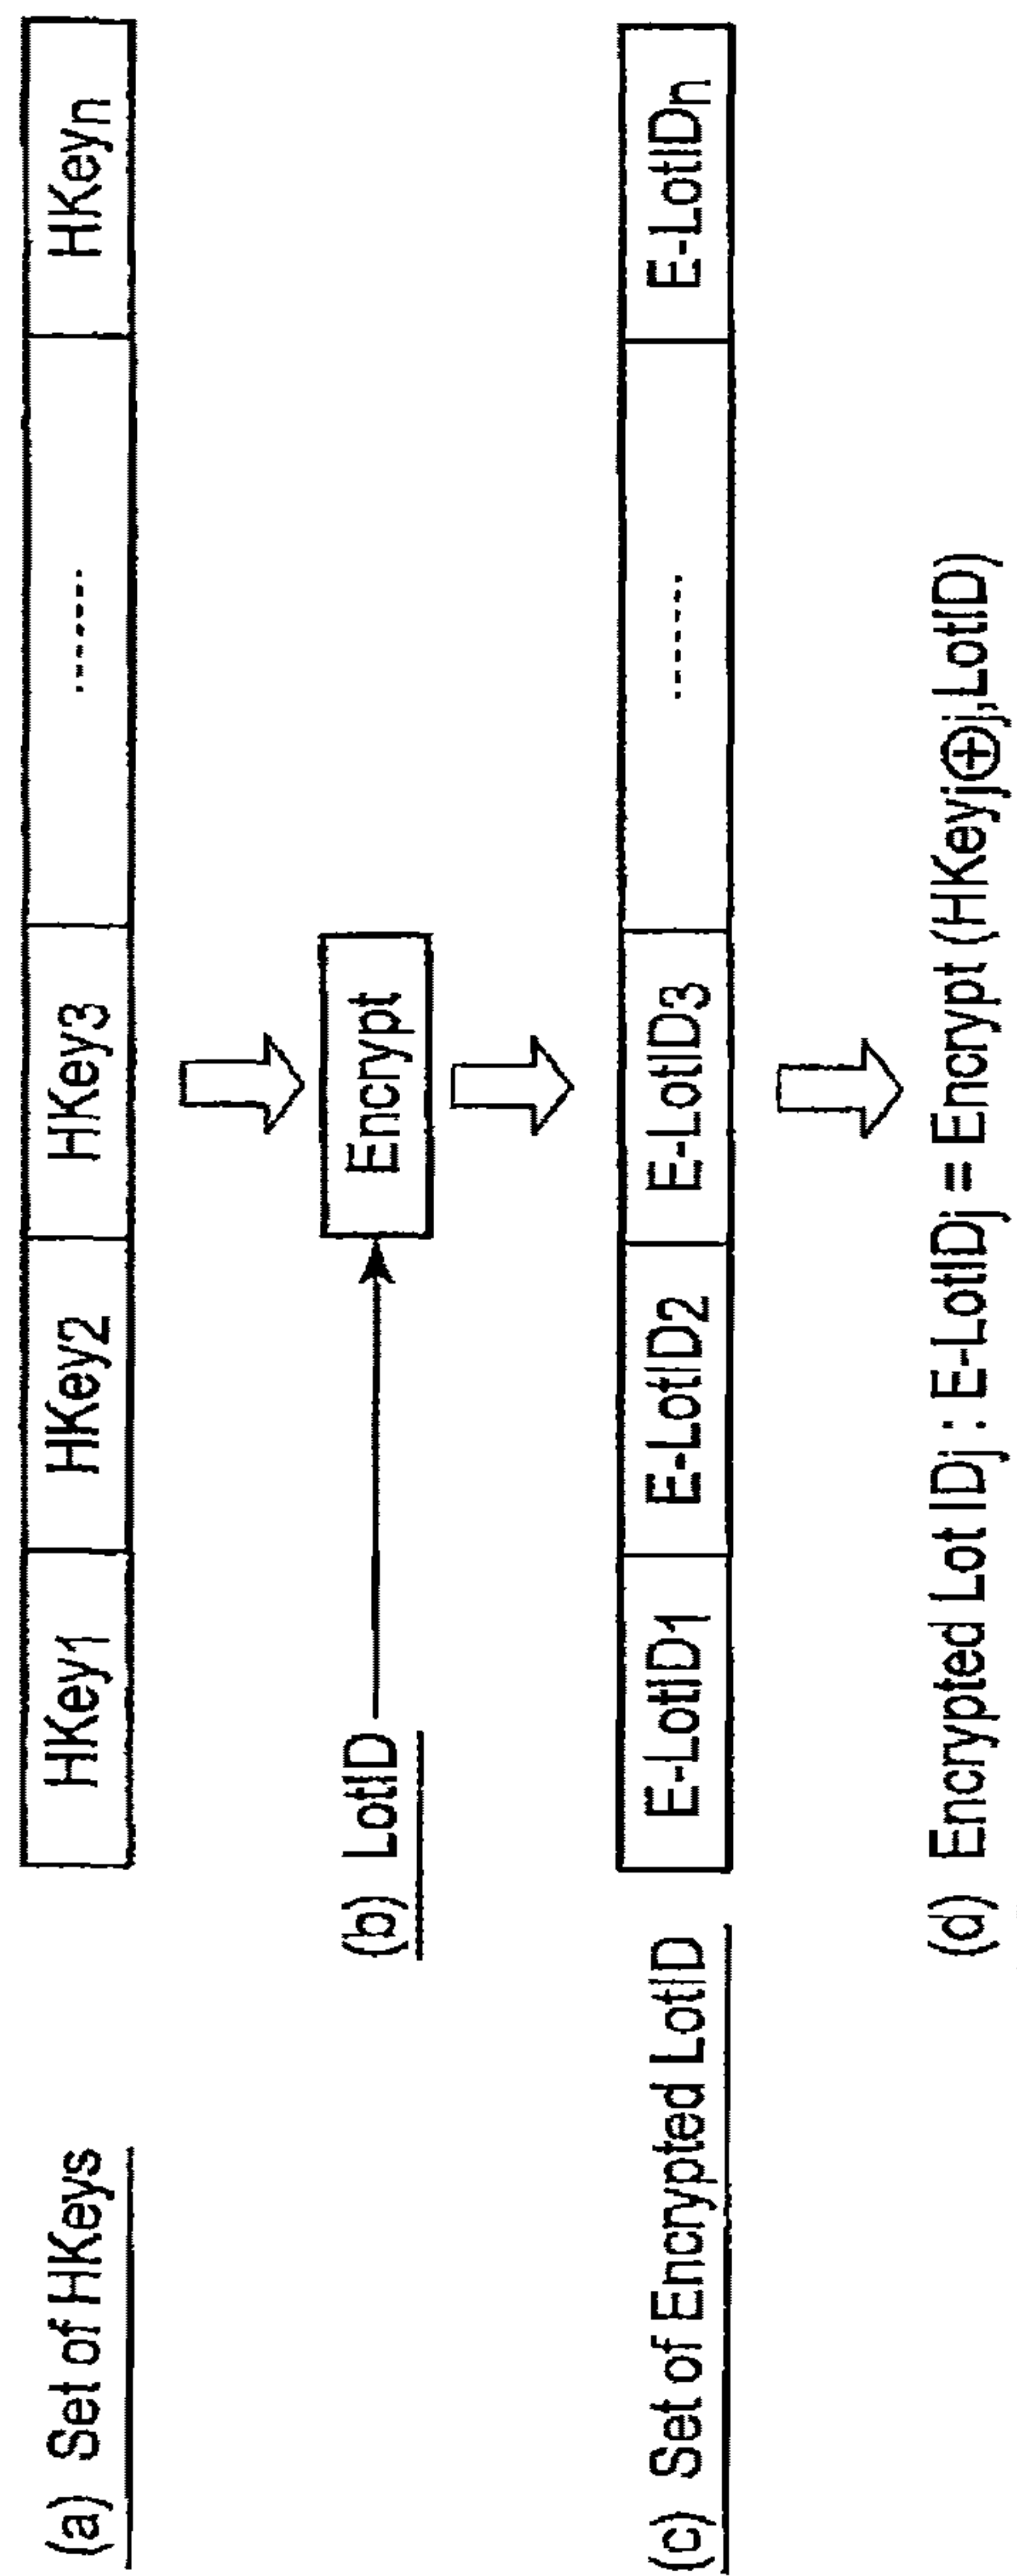 (a) Set of HKeys
HKey1 HKey2 HKey3 ------- HKeyn
(b) LotID
Encrypt
(c) Set of Encrypted LotID
E-LotID1 E-LotID2 E-LotID3 ------- E-LotIDn
(d) Encrypted Lot IDj : E-LotIDj = Encrypt (HKeyj⊕j,LotID)